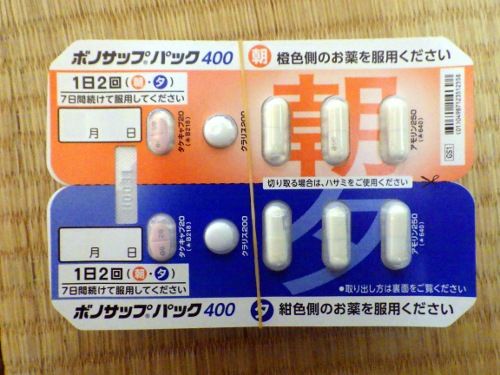 ボノサップ®パック400
朝 橙色側のお薬を服用ください
1日2回(朝・夕)
7日間続けて服用してください
月 日
タケキャブ20
(*B218)
クラリス200
アモリン250
(*640)
朝
GS1
切り取る場合は、ハサミをご使用ください
夕
月 日
タケキャブ20
(*B218)
クラリス200
アモリン250
(*640)
1日2回(朝・夕)
7日間続けて服用してください
●取り出し方は裏面をご覧ください
ボノサップ®パック400
夕 紺色側のお薬を服用ください